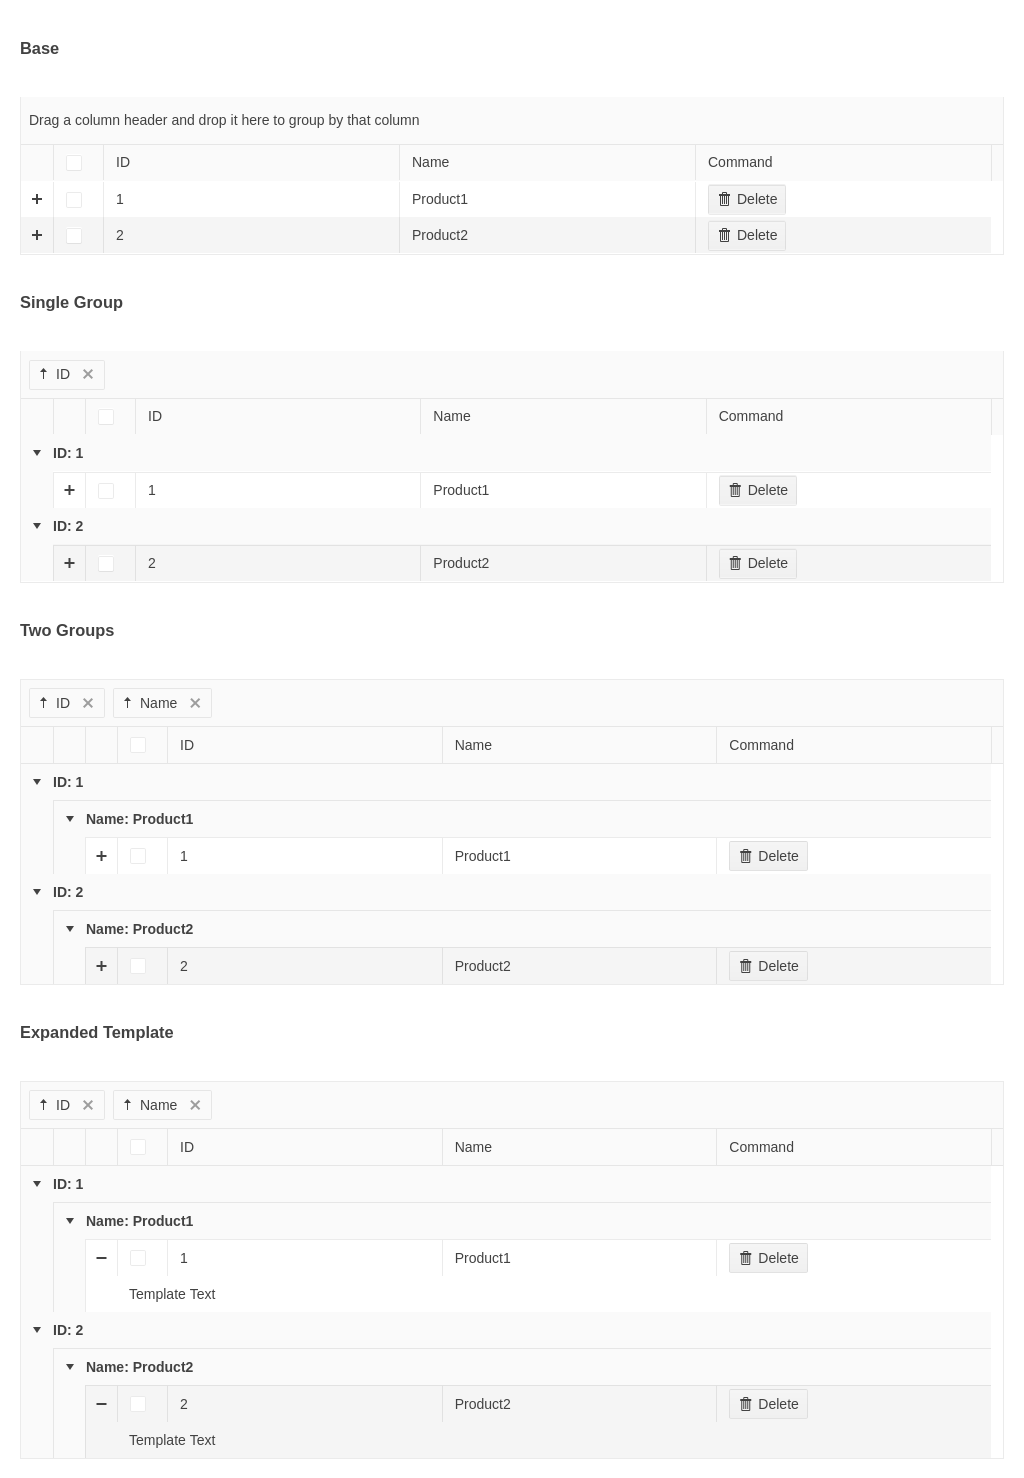 Base
Drag a column header and drop it here to group by that column
ID Name Command
1 Product1 Delete
2 Product2 Delete
Single Group
ID
ID Name Command
ID: 1
1 Product1 Delete
ID: 2
2 Product2 Delete
Two Groups
ID Name
ID Name Command
ID: 1
Name: Product1
1 Product1 Delete
ID: 2
Name: Product2
2 Product2 Delete
Expanded Template
ID Name
ID Name Command
ID: 1
Name: Product1
1 Product1 Delete
Template Text
ID: 2
Name: Product2
2 Product2 Delete
Template Text